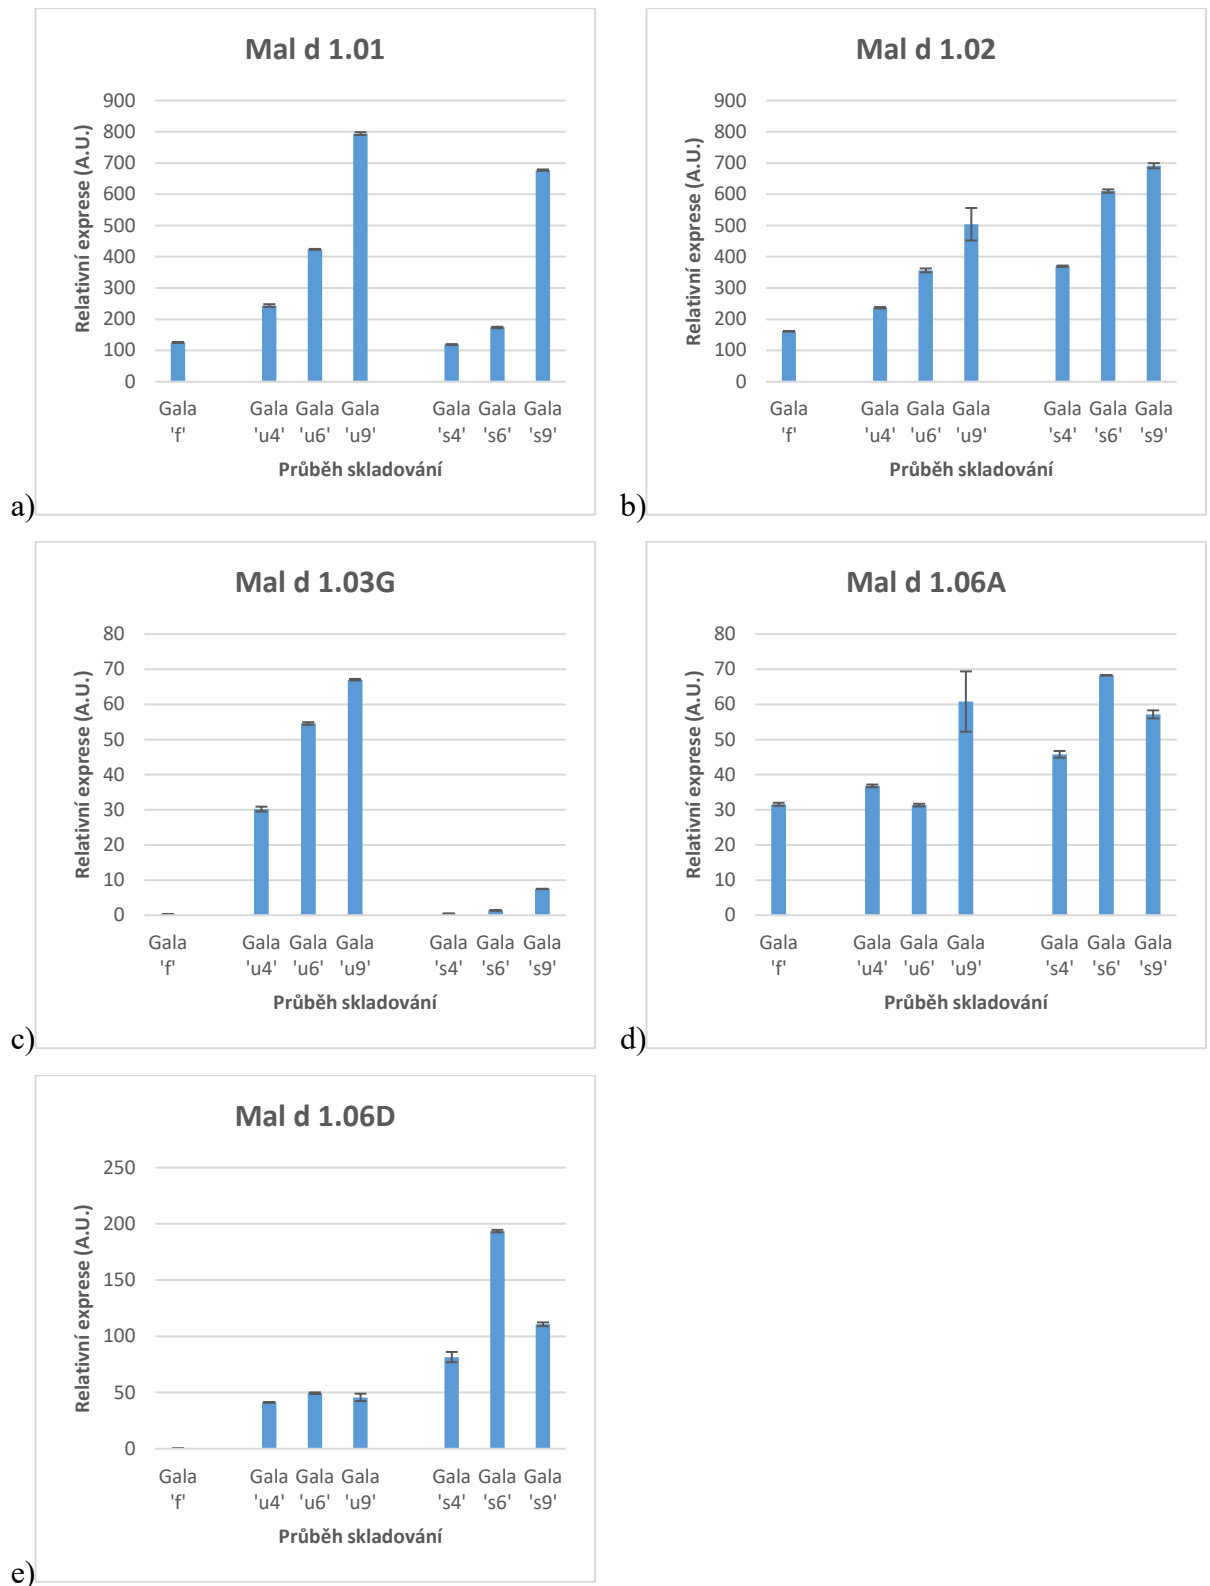 Mal d 1.01
900
800
700
600
500
400
300
200
100
0
Relativní exprese (A.U.)
Gala Gala Gala Gala Gala Gala Gala
'f' 'u4' 'u6' 'u9' 's4' 's6' 's9'
Průběh skladování
a)
Mal d 1.02
900
800
700
600
500
400
300
200
100
0
Relativní exprese (A.U.)
Gala Gala Gala Gala Gala Gala Gala
'f' 'u4' 'u6' 'u9' 's4' 's6' 's9'
Průběh skladování
b)
Mal d 1.03G
80
70
60
50
40
30
20
10
0
Relativní exprese (A.U.)
Gala Gala Gala Gala Gala Gala Gala
'f' 'u4' 'u6' 'u9' 's4' 's6' 's9'
Průběh skladování
c)
Mal d 1.06A
80
70
60
50
40
30
20
10
0
Relativní exprese (A.U.)
Gala Gala Gala Gala Gala Gala Gala
'f' 'u4' 'u6' 'u9' 's4' 's6' 's9'
Průběh skladování
d)
Mal d 1.06D
250
200
150
100
50
0
Relativní exprese (A.U.)
Gala Gala Gala Gala Gala Gala Gala
'f' 'u4' 'u6' 'u9' 's4' 's6' 's9'
Průběh skladování
e)